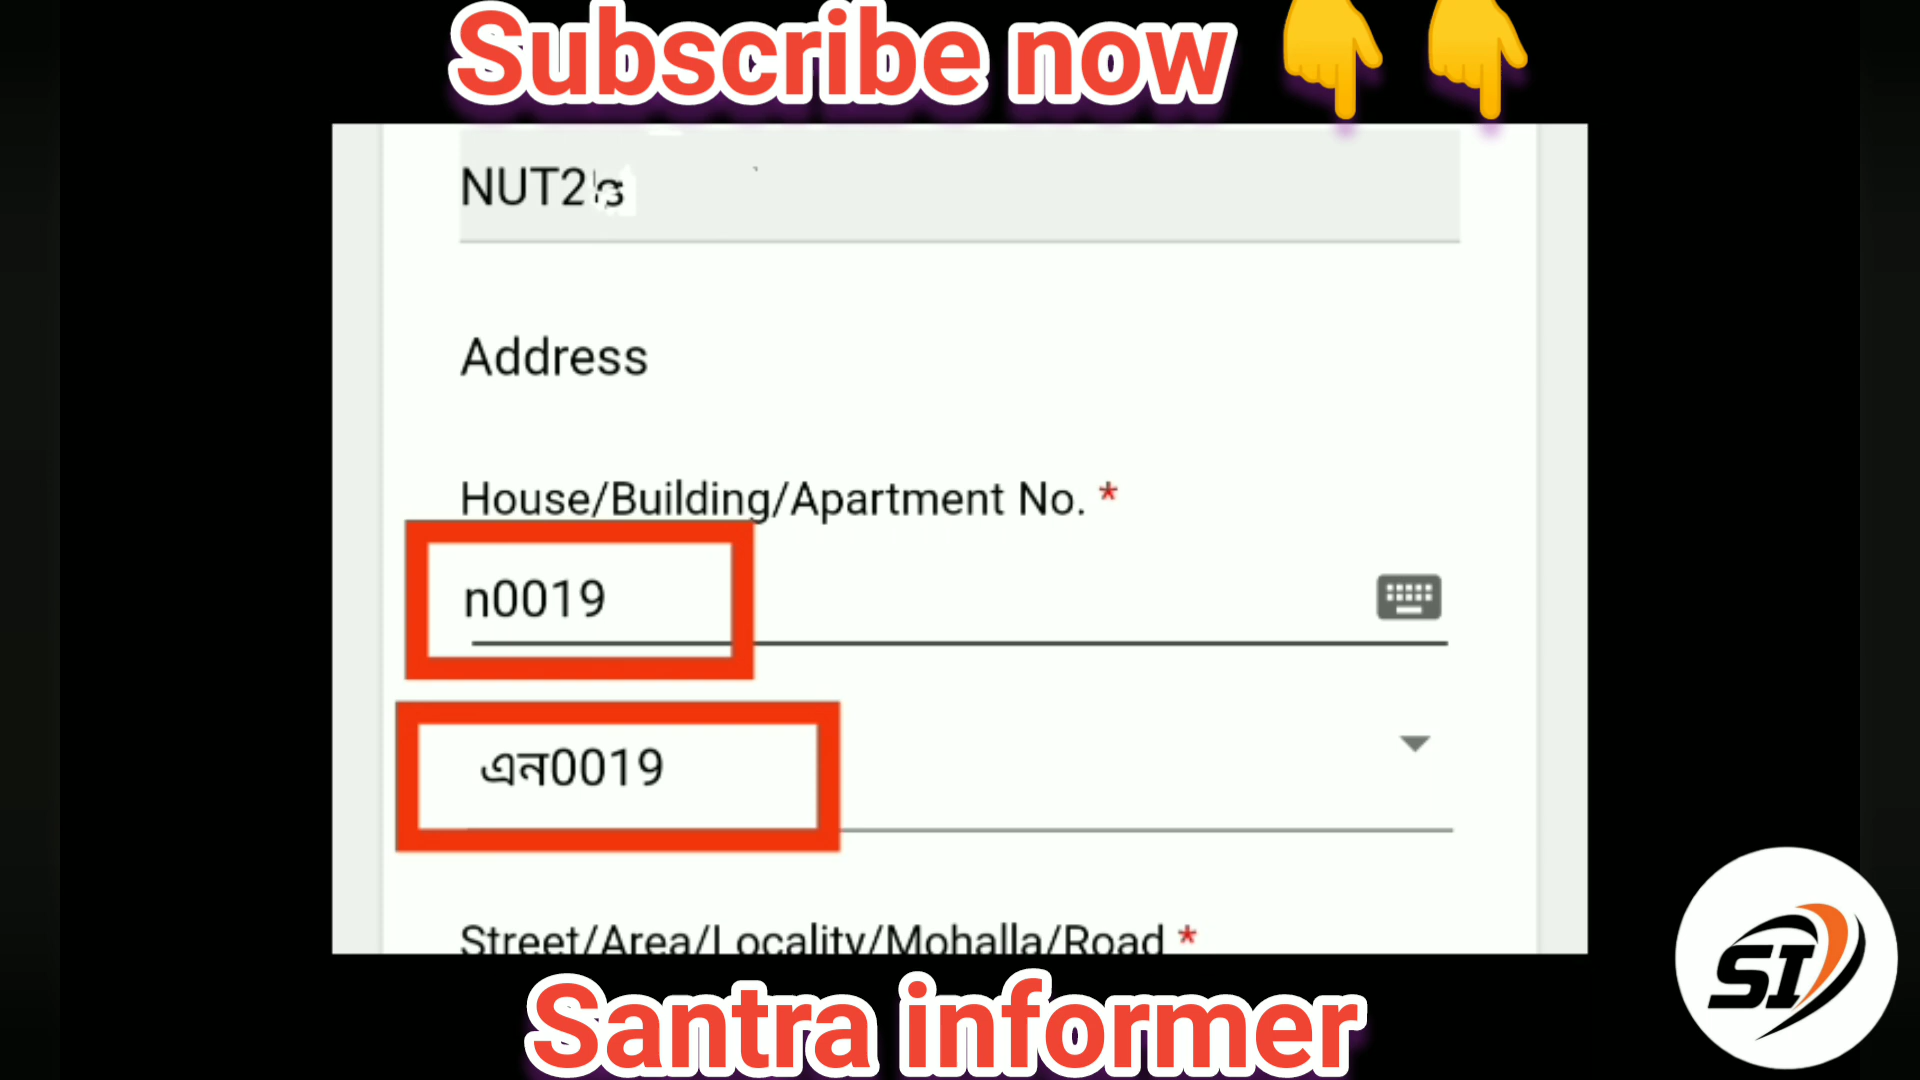 Subscribe now 👇 👇
NUT2
Address
House/Building/Apartment No. *
n0019
এন0019
Street/Area/Locality/Mohalla/Road *
SI
Santra informer